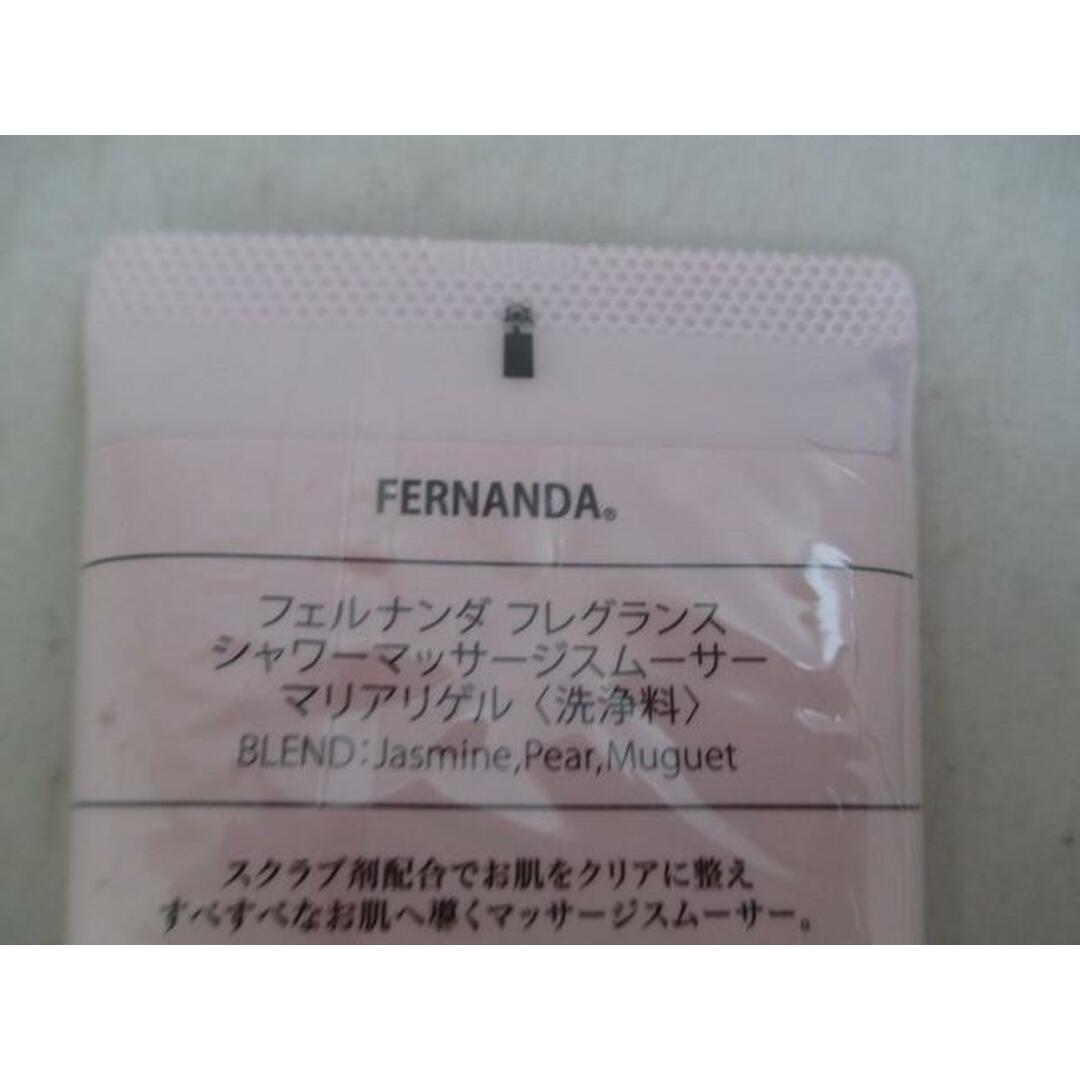 FERNANDA®
フェルナンダ フレグランス
シャワーマッサージスムーサー
マリアリゲル〈洗浄料〉
BLEND:Jasmine,Pear,Muguet
スクラブ剤配合でお肌をクリアに整え
すべすべなお肌へ導くマッサージスムーサー。